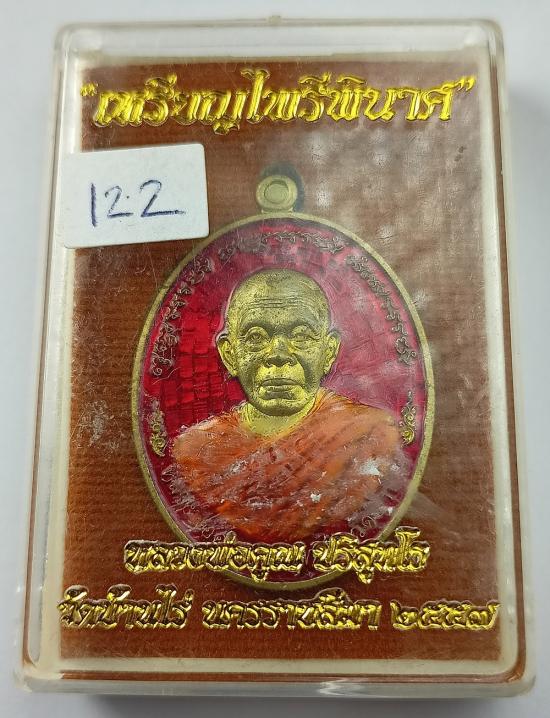 "เหรียญไพรีพินาศ"
122
หลวงพ่อคูณ ปริสุทฺโธ
วัดบ้านไร่ นครราชสีมา ๒๕๕๗